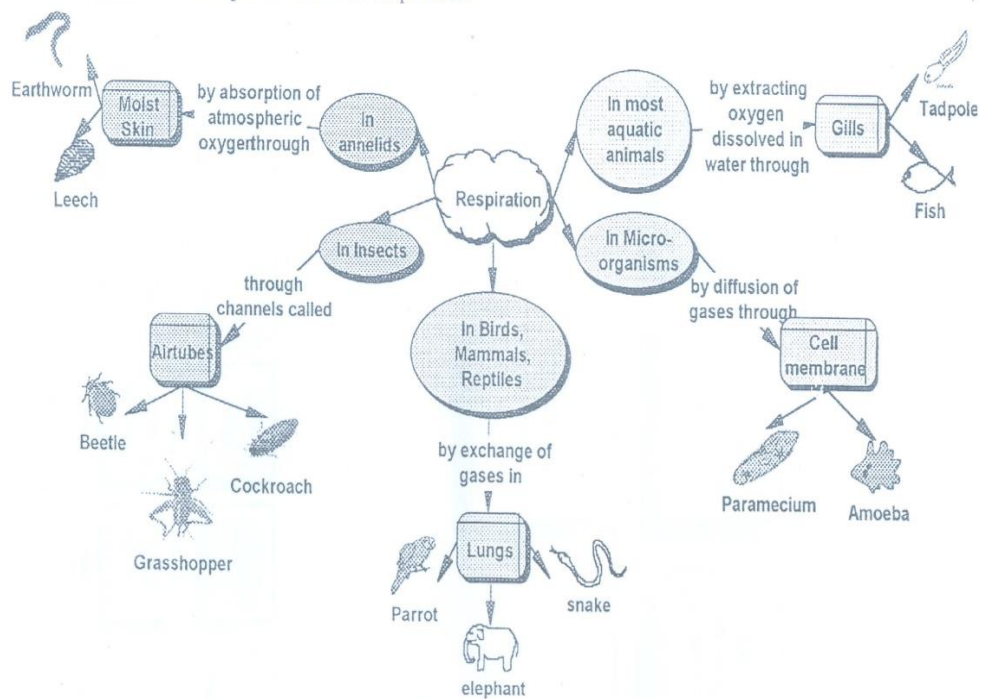 Respiration
In
annelids
by absorption of
atmospheric
oxygerthrough
Moist
Skin
Earthworm
Leech
In most
aquatic
animals
by extracting
oxygen
dissolved in
water through
Gills
Tadpole
Fish
In Insects
through
channels called
Airtubes
Beetle
Grasshopper
Cockroach
In Micro-
organisms
by diffusion of
gases through
Cell
membrane
Paramecium
Amoeba
In Birds,
Mammals,
Reptiles
by exchange of
gases in
Lungs
Parrot
elephant
snake